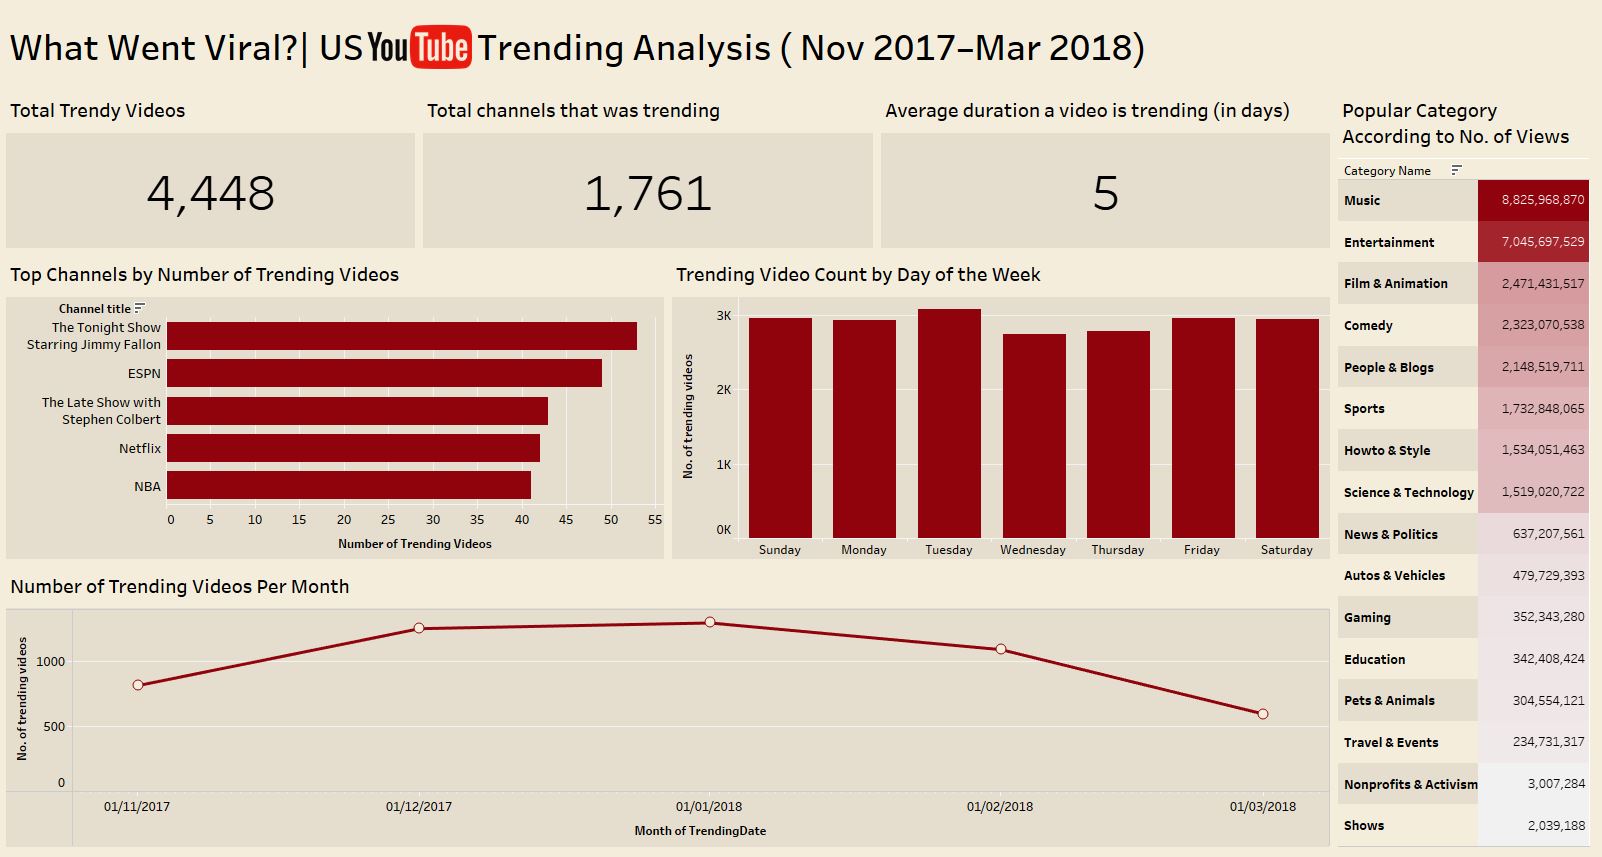 What Went Viral?| US YouTube Trending Analysis ( Nov 2017–Mar 2018)
Total Trendy Videos
4,448
Total channels that was trending
1,761
Average duration a video is trending (in days)
5
Top Channels by Number of Trending Videos
Channel title
The Tonight Show
Starring Jimmy Fallon
ESPN
The Late Show with
Stephen Colbert
Netflix
NBA
0 5 10 15 20 25 30 35 40 45 50 55
Number of Trending Videos
Trending Video Count by Day of the Week
No. of trending videos
3K
2K
1K
0K
Sunday Monday Tuesday Wednesday Thursday Friday Saturday
Number of Trending Videos Per Month
No. of trending videos
1000
500
0
01/11/2017 01/12/2017 01/01/2018 01/02/2018 01/03/2018
Month of TrendingDate
Popular Category
According to No. of Views
Category Name
Music 8,825,968,870
Entertainment 7,045,697,529
Film & Animation 2,471,431,517
Comedy 2,323,070,538
People & Blogs 2,148,519,711
Sports 1,732,848,065
Howto & Style 1,534,051,463
Science & Technology 1,519,020,722
News & Politics 637,207,561
Autos & Vehicles 479,729,393
Gaming 352,343,280
Education 342,408,424
Pets & Animals 304,554,121
Travel & Events 234,731,317
Nonprofits & Activism 3,007,284
Shows 2,039,188